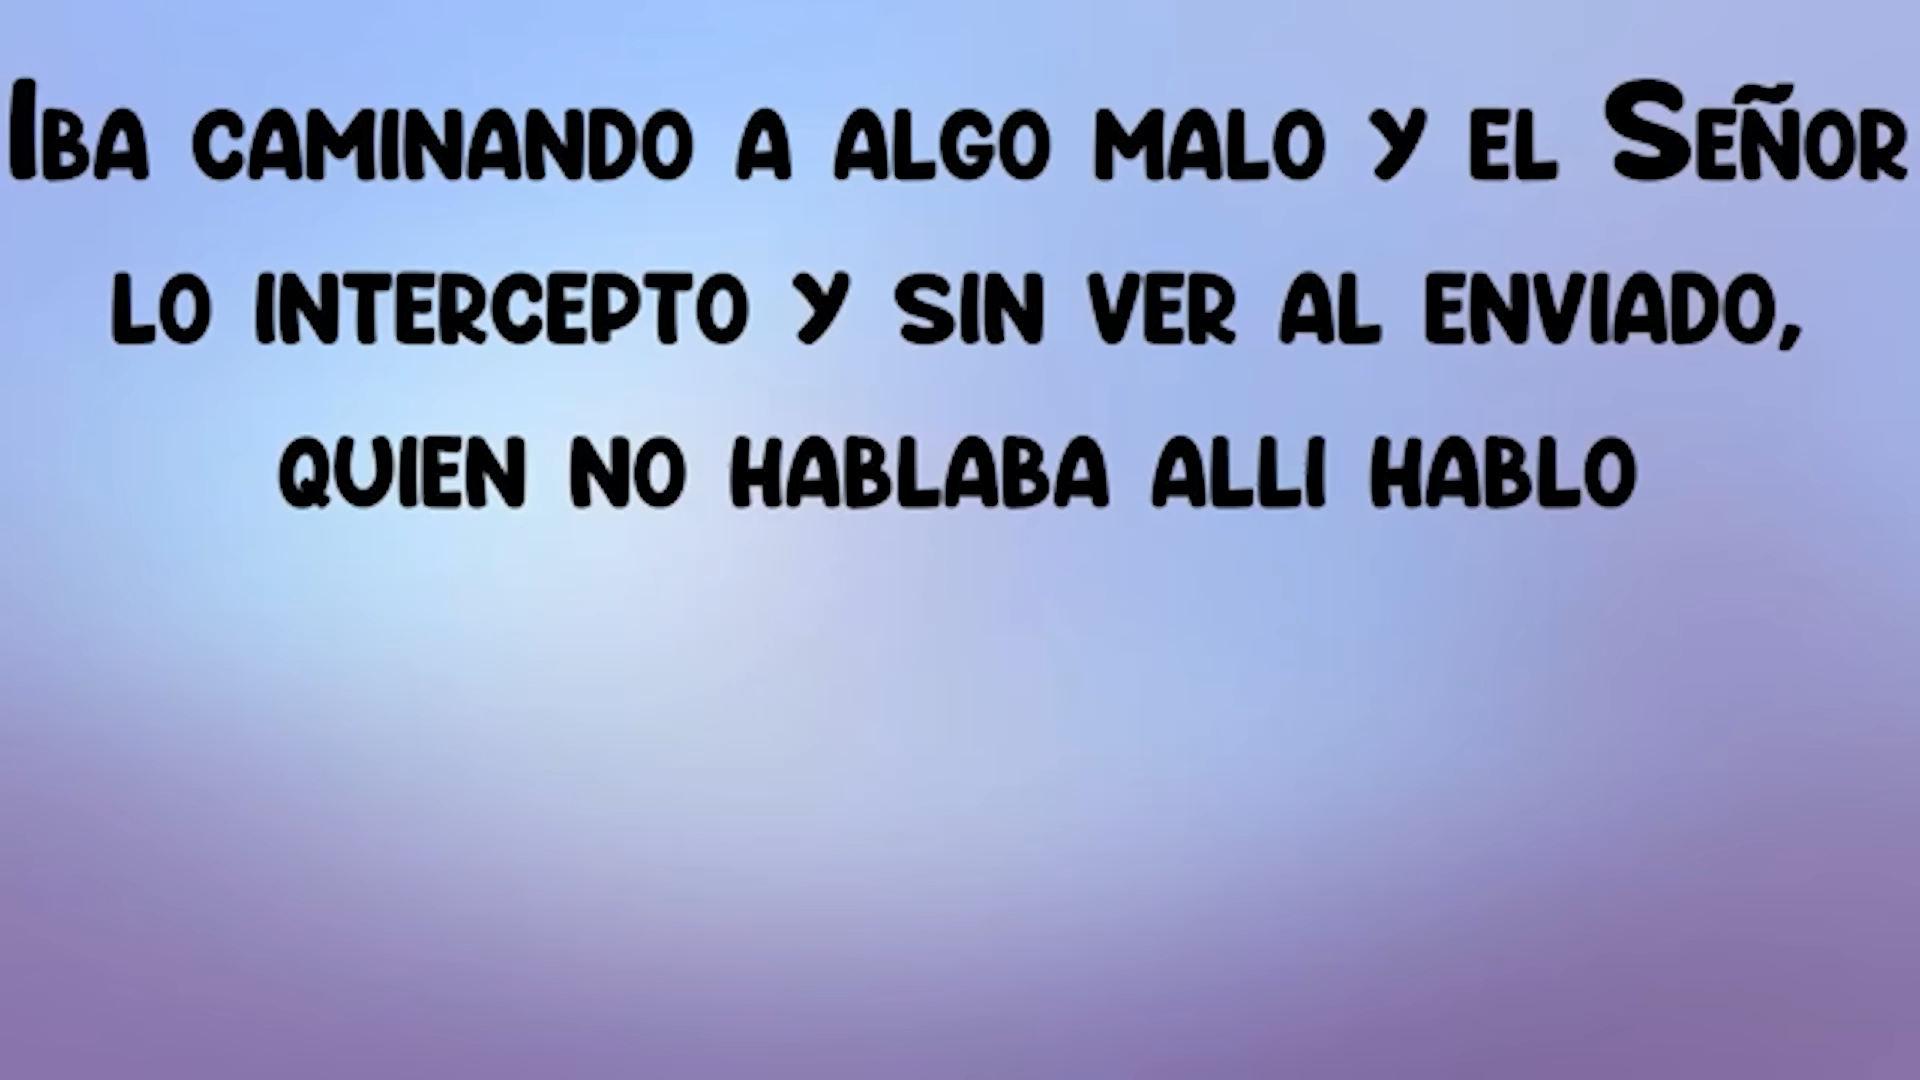 Iba caminando a algo malo y el Señor
lo intercepto y sin ver al enviado,
quien no hablaba alli hablo